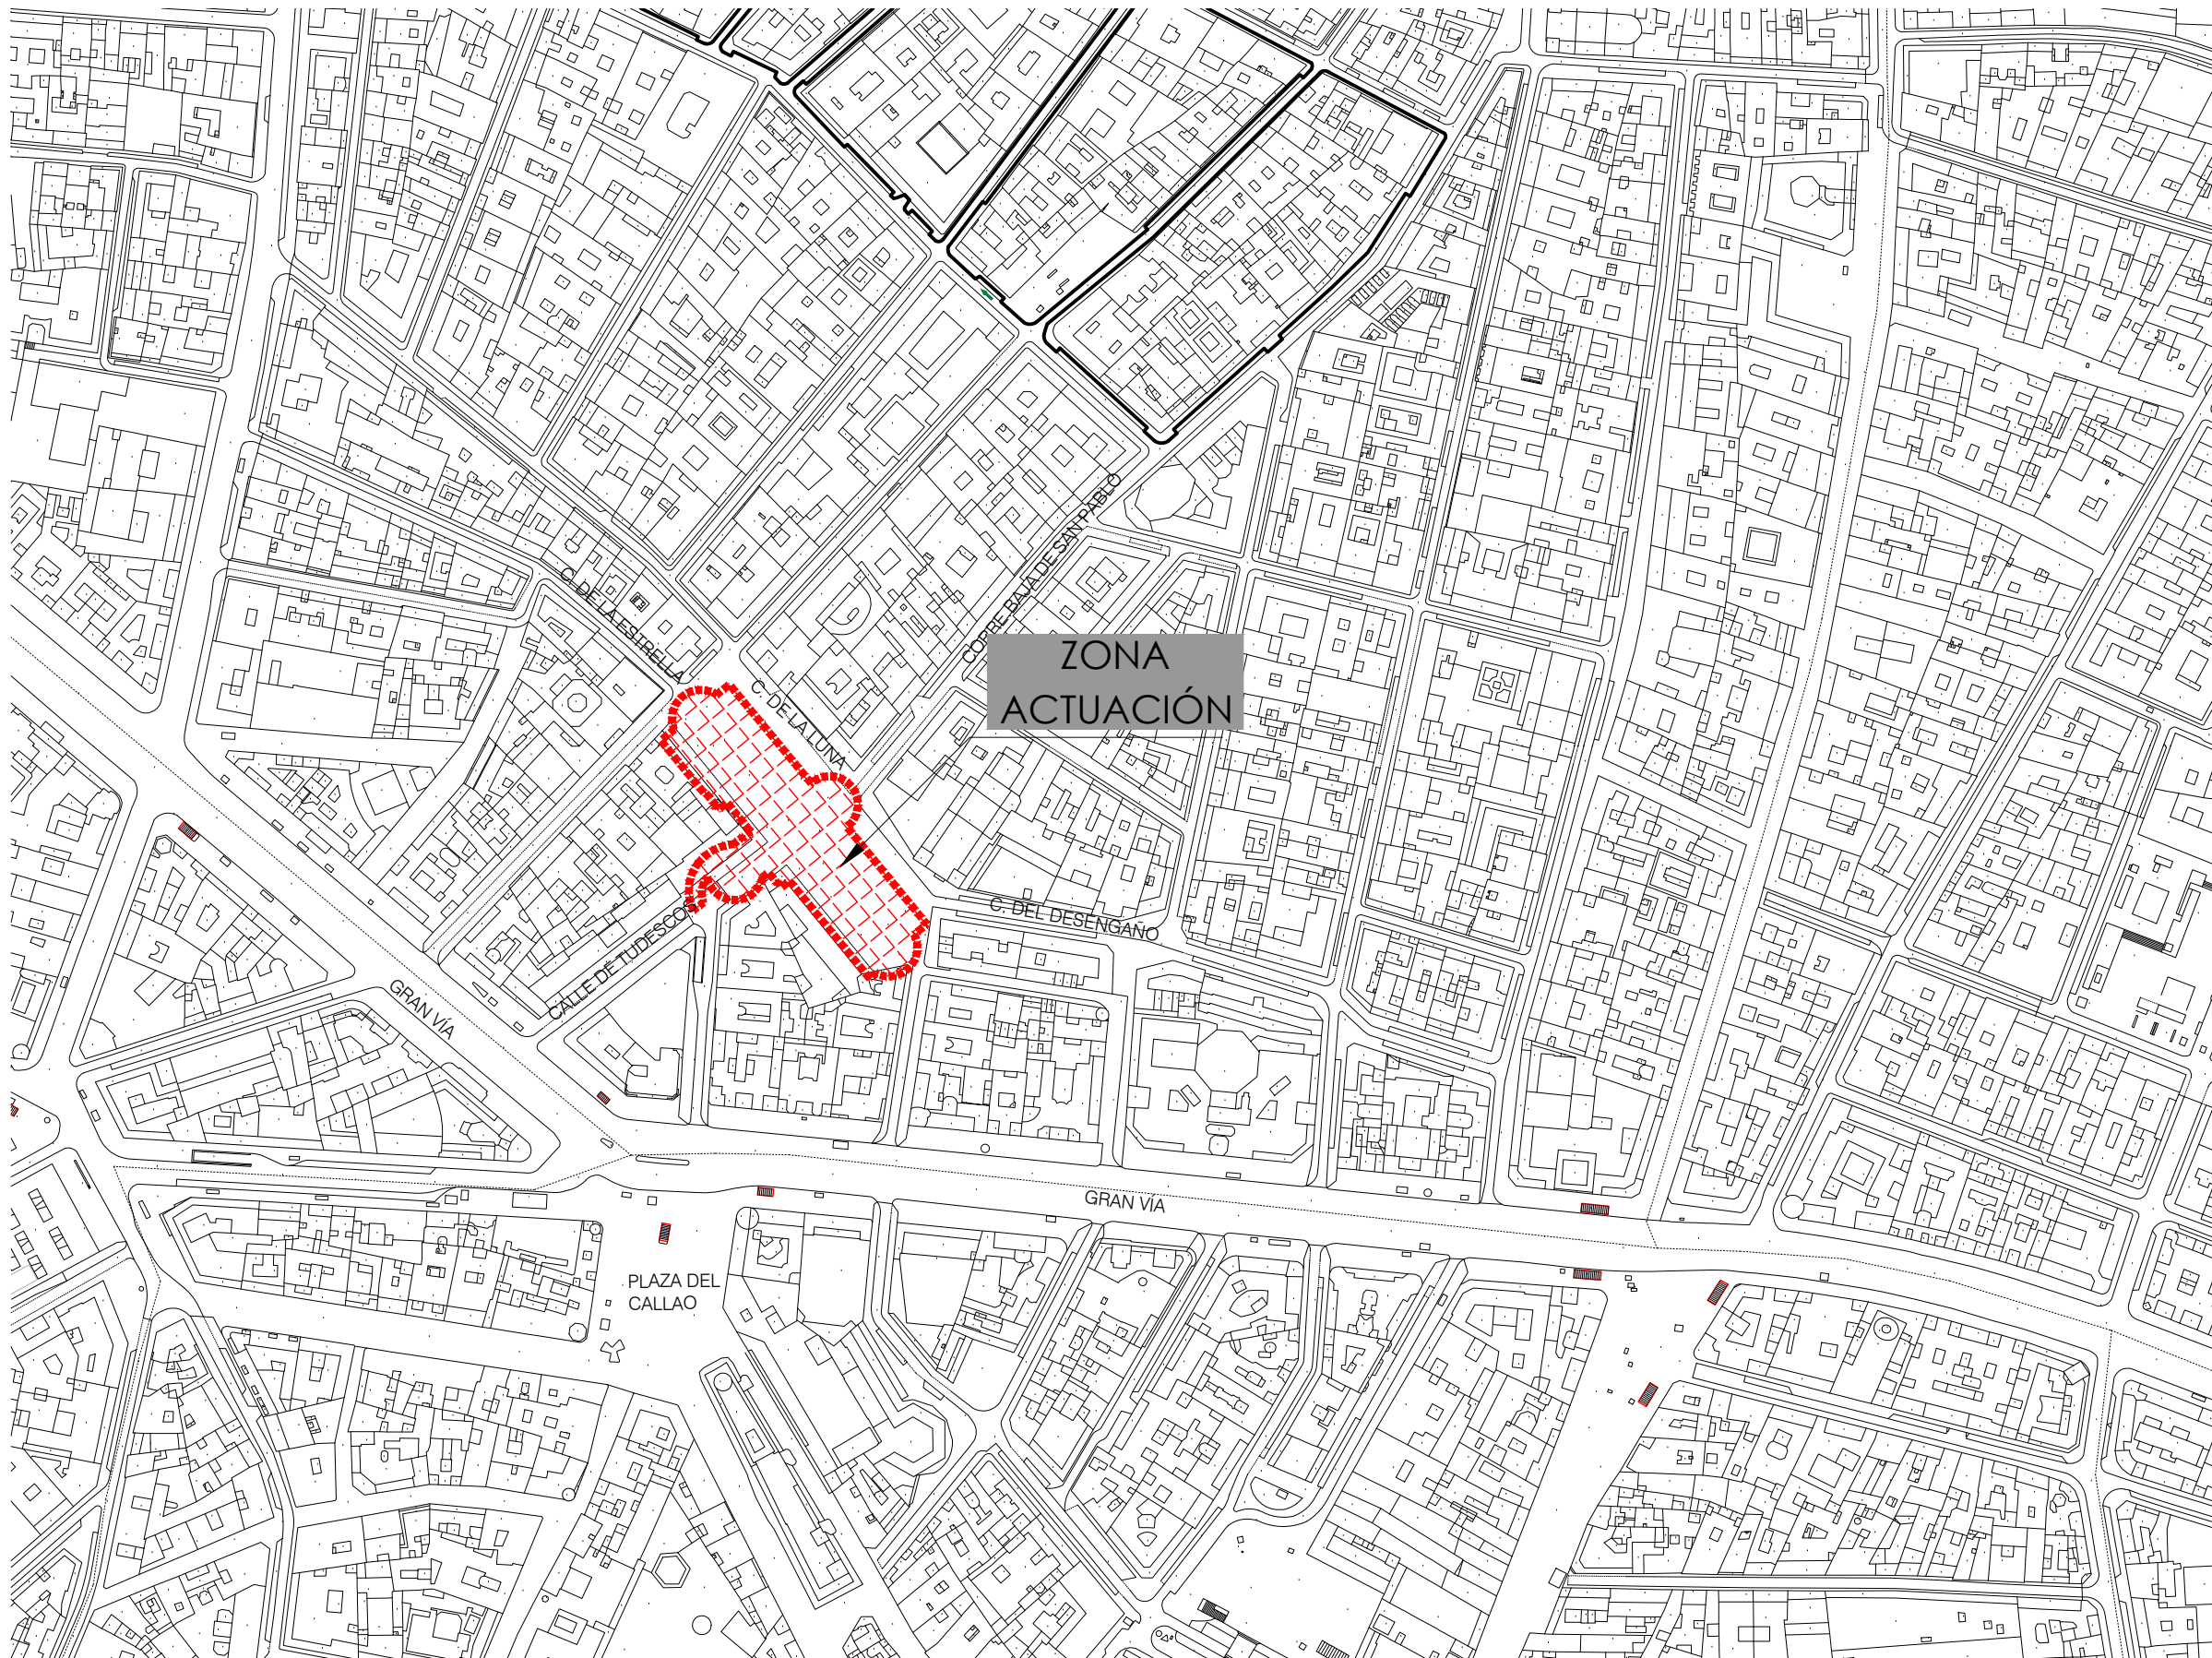 CORRE BAJA DE SAN PABLO
C. DE LA ESTRELLA
ZONA
ACTUACIÓN
C. DE LA LUNA
C. DEL DESENGAÑO
CALLE DE TUDESCOS
GRAN VÍA
GRAN VÍA
PLAZA DEL
CALLAO